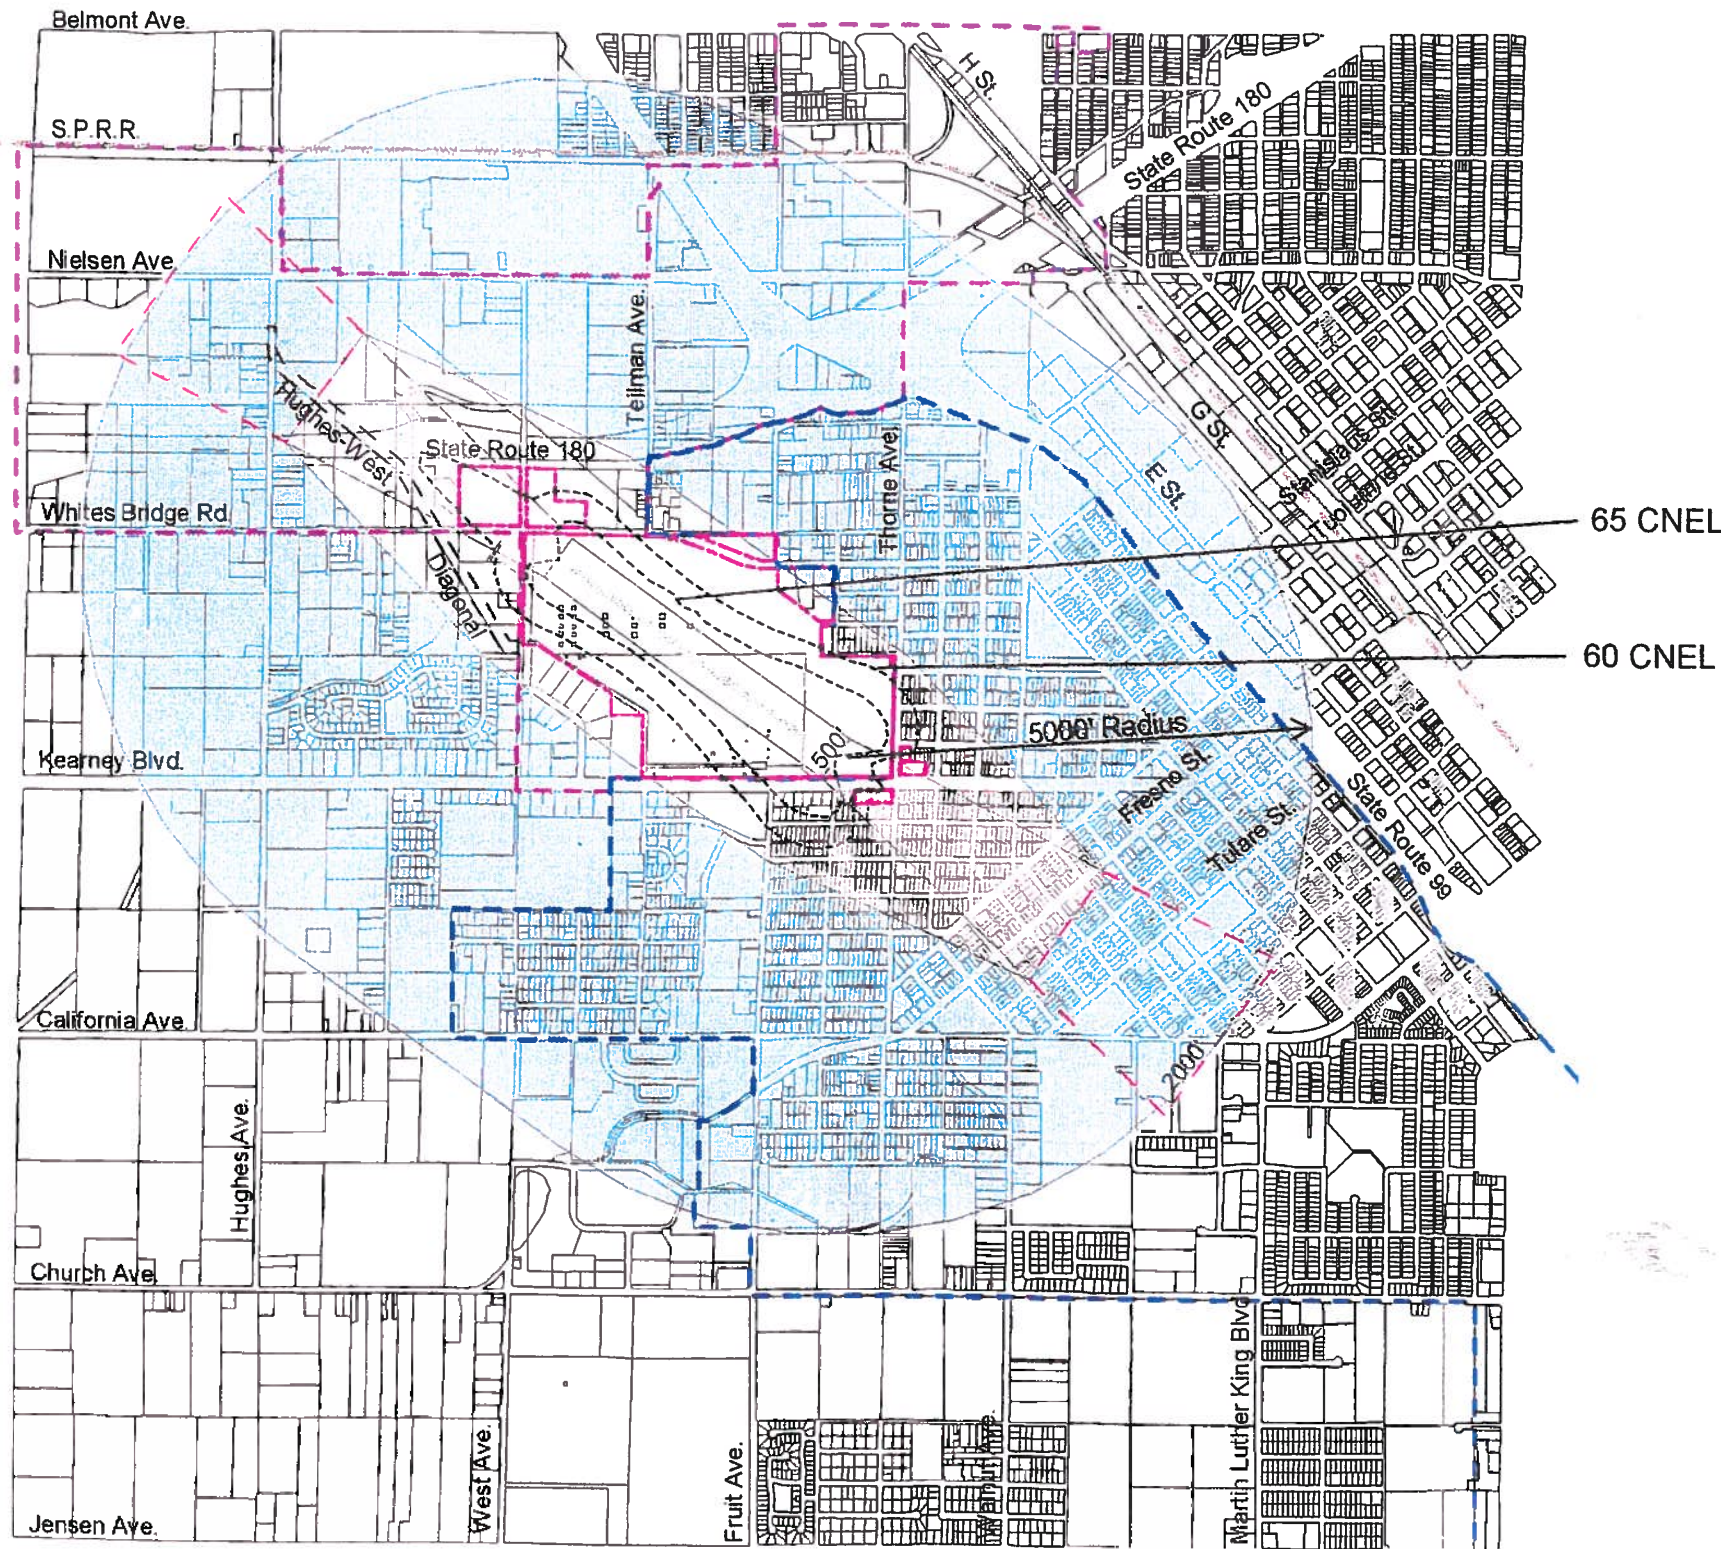 Belmont Ave.
H St.
S.P.R.R.
State Route 180
Nielsen Ave.
Teilman Ave.
Hughes-West
Diagonal
State Route 180
Thorne Ave.
G St.
E St.
Stanislaus St.
Tuolumne St.
Whites Bridge Rd.
65 CNEL
60 CNEL
5000' Radius
500'
Kearney Blvd.
Fresno St.
Tulare St.
State Route 99
California Ave.
2000'
Hughes Ave.
Church Ave.
West Ave.
Fruit Ave.
Walnut Ave.
Martin Luther King Blvd.
Jensen Ave.